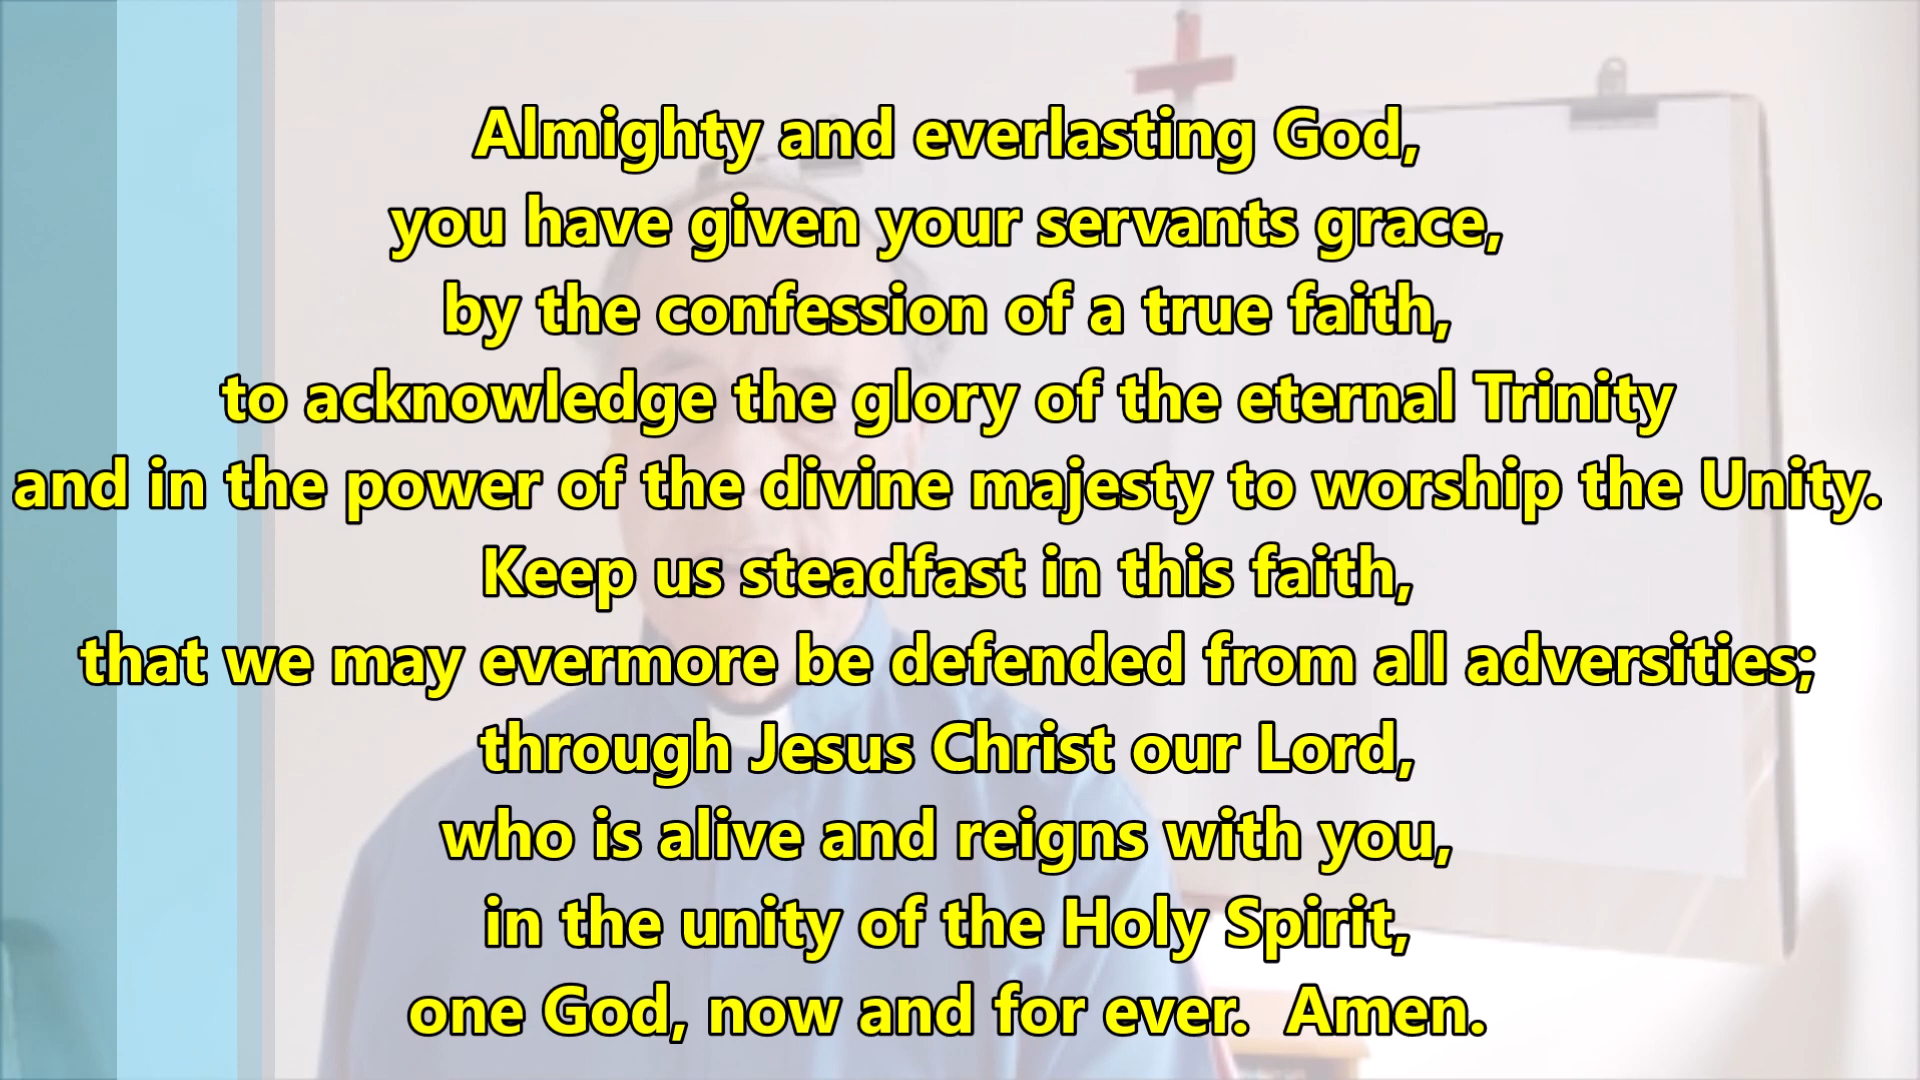 Almighty and everlasting God,
you have given your servants grace,
by the confession of a true faith,
to acknowledge the glory of the eternal Trinity
and in the power of the divine majesty to worship the Unity.
Keep us steadfast in this faith,
that we may evermore be defended from all adversities;
through Jesus Christ our Lord,
who is alive and reigns with you,
in the unity of the Holy Spirit,
one God, now and for ever.  Amen.